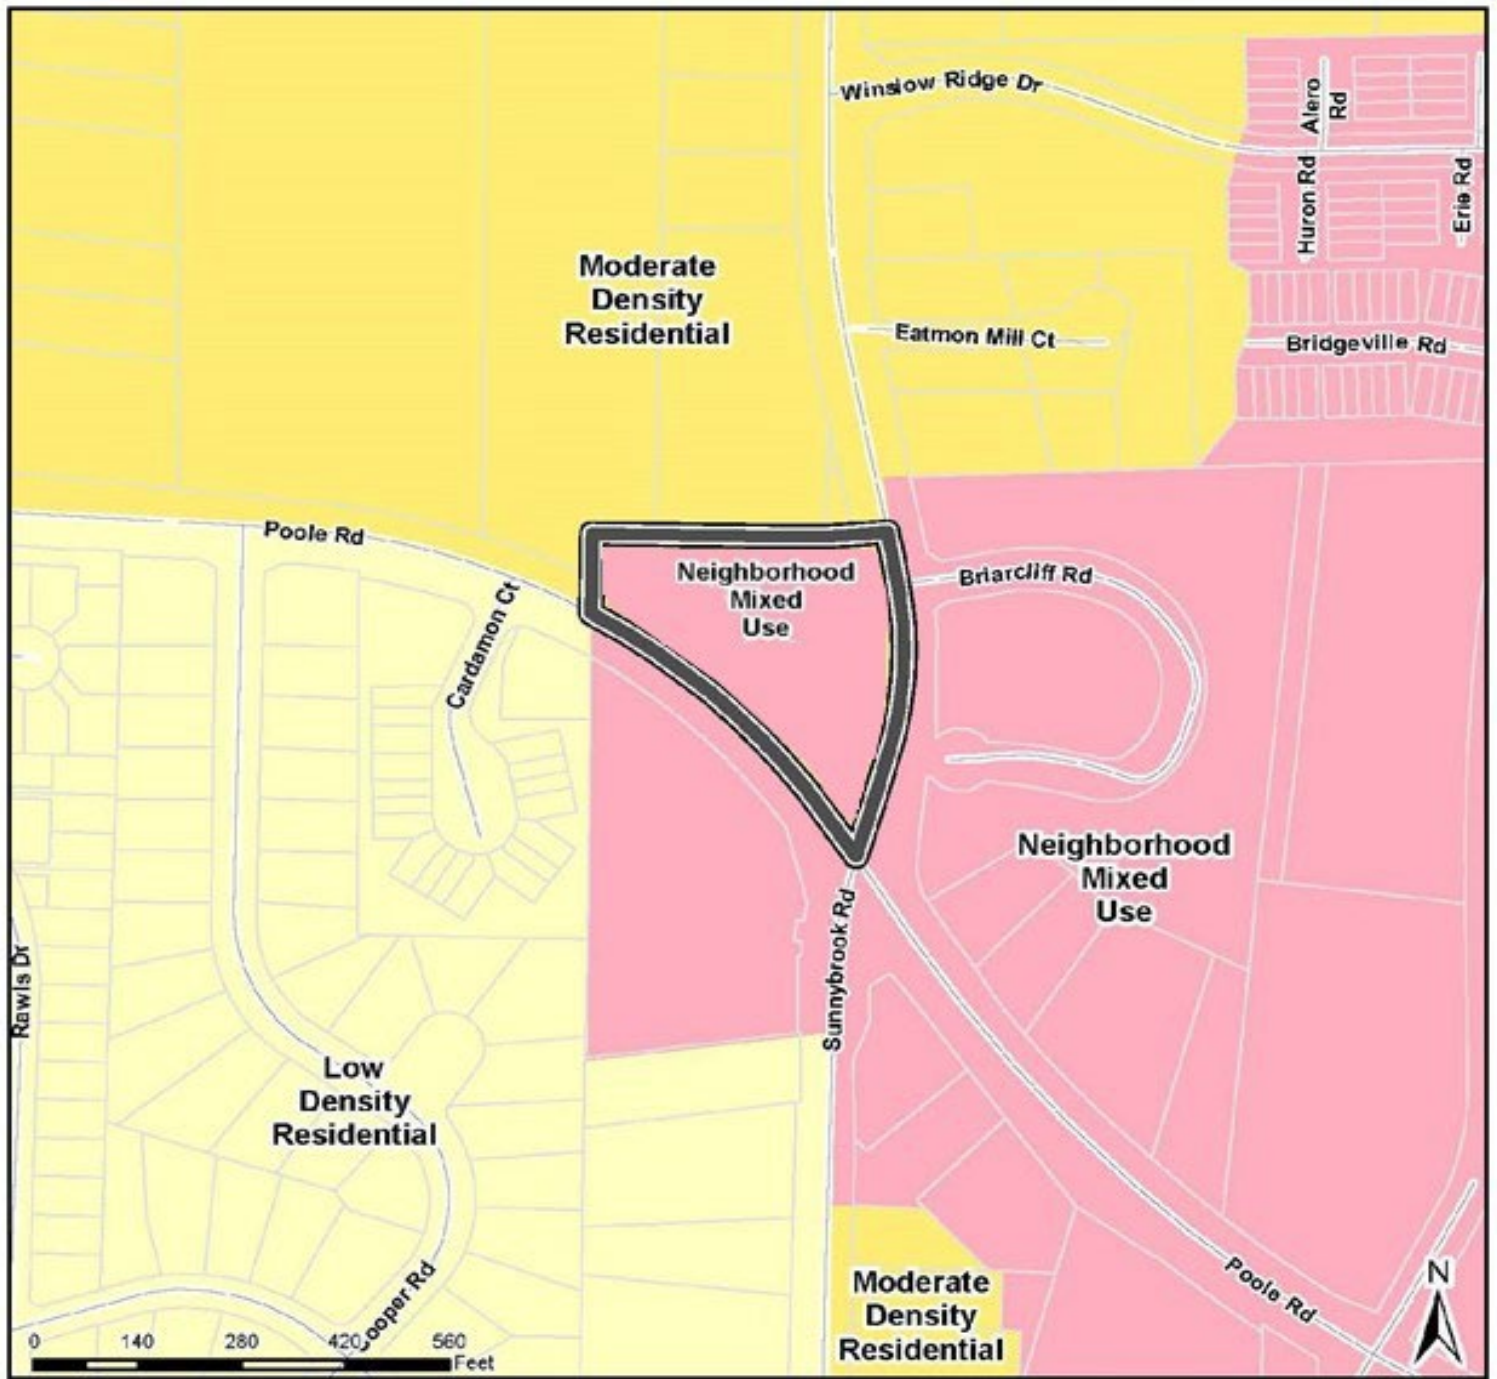 Winslow Ridge Dr
Alero
Rd
Huron Rd
Erie Rd
Moderate
Density
Residential
Eatmon Mill Ct
Bridgeville Rd
Poole Rd
Neighborhood
Mixed
Use
Briarcliff Rd
Cardamon Ct
Neighborhood
Mixed
Use
Sunnybrook Rd
Rawls Dr
Low
Density
Residential
Poole Rd
Moderate
Density
Residential
Cooper Rd
N
0 140 280 420 560
Feet